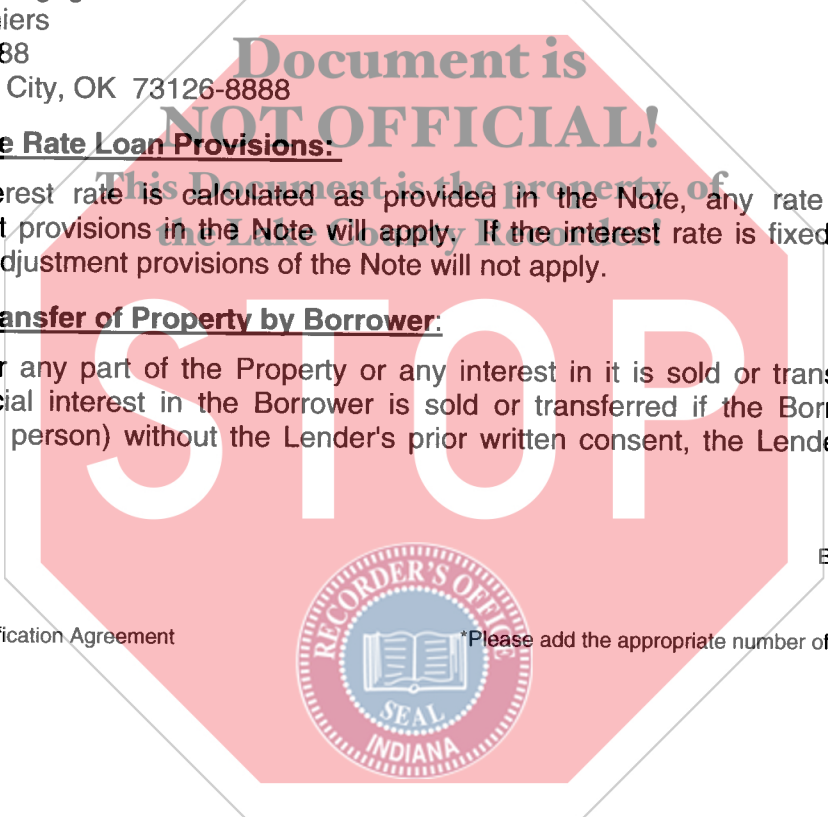 iers
88
City, OK 73126-8888
Document is
NOT OFFICIAL!
e Rate Loan Provisions:
This Document is the property of
the Lake County Recorder!
erest rate is calculated as provided in the Note, any rate
t provisions in the Note will apply. If the interest rate is fixed
djustment provisions of the Note will not apply.
ansfer of Property by Borrower:
r any part of the Property or any interest in it is sold or trans
cial interest in the Borrower is sold or transferred if the Borr
person) without the Lender's prior written consent, the Lende
STOP
RECORDER'S OFFICE
SEAL
INDIANA
fication Agreement
*Please add the appropriate number of